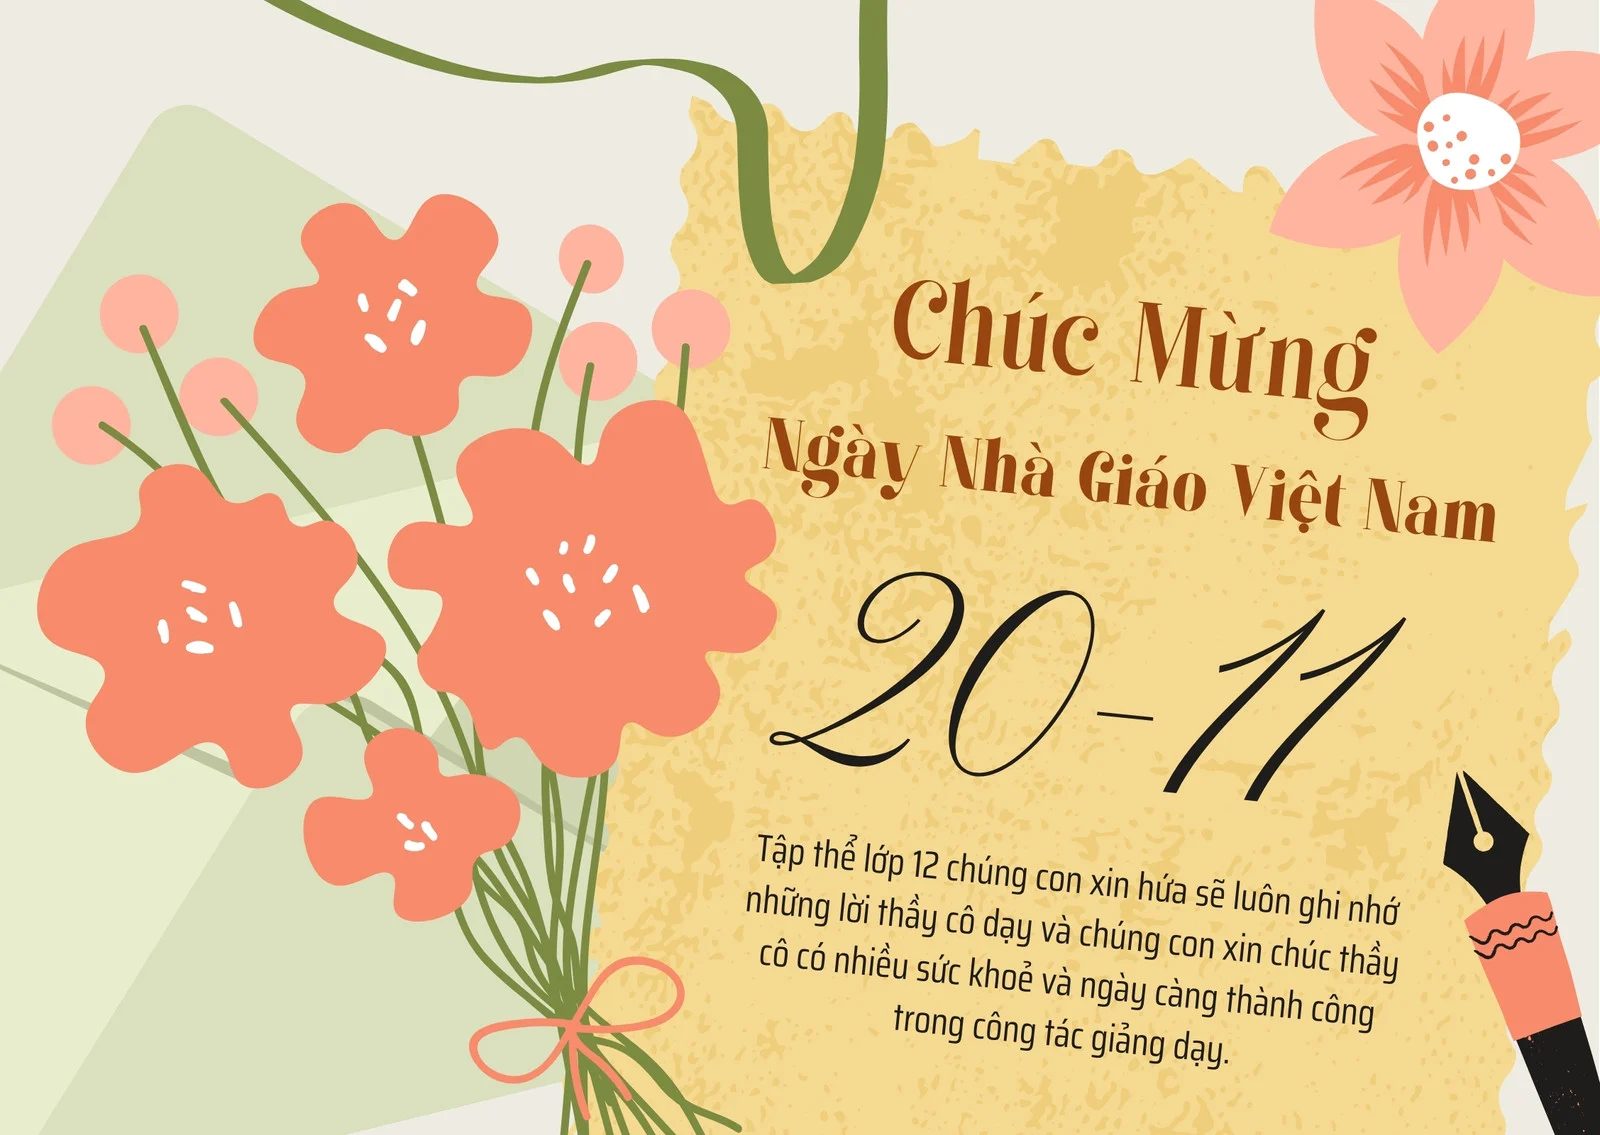 Chúc Mừng
Ngày Nhà Giáo Việt Nam
20-11
Tập thể lớp 12 chúng con xin hứa sẽ luôn ghi nhớ
những lời thầy cô dạy và chúng con xin chúc thầy
cô có nhiều sức khoẻ và ngày càng thành công
trong công tác giảng dạy.